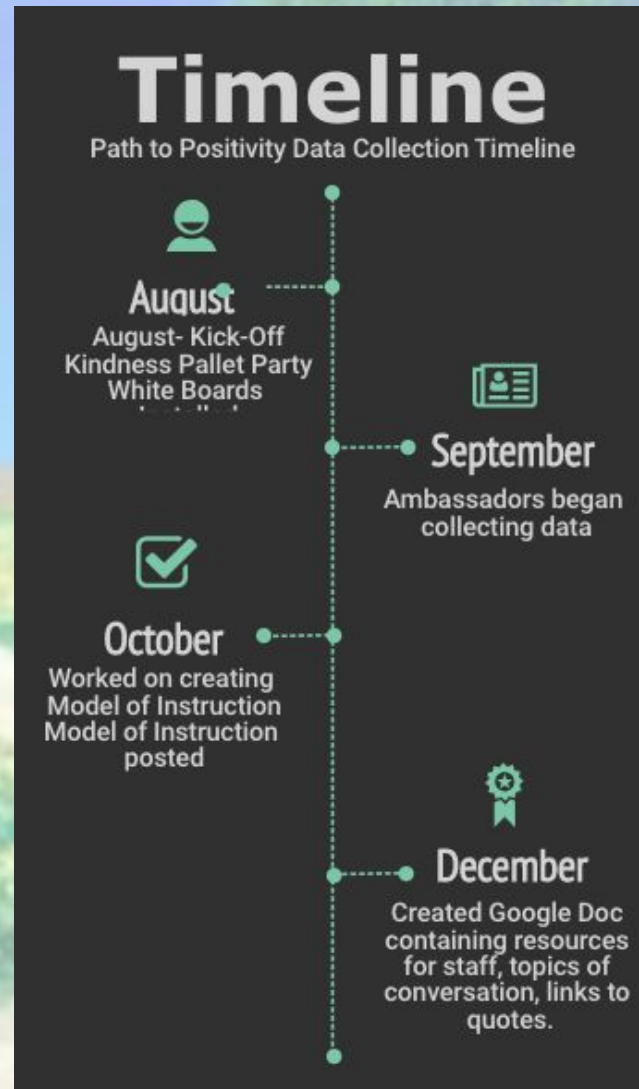 Timeline
Path to Positivity Data Collection Timeline
August
August- Kick-Off
Kindness Pallet Party
White Boards
September
Ambassadors began
collecting data
October
Worked on creating
Model of Instruction
Model of Instruction
posted
December
Created Google Doc
containing resources
for staff, topics of
conversation, links to
quotes.